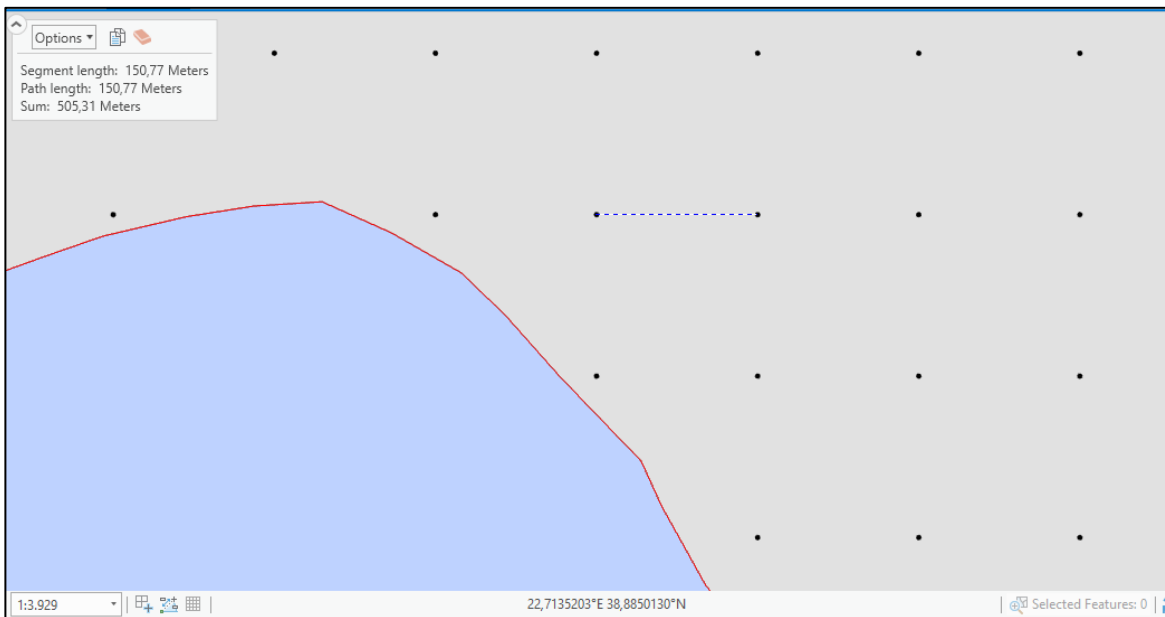 Options
Segment length: 150,77 Meters
Path length: 150,77 Meters
Sum: 505,31 Meters
1:3.929
22,7135203°E 38,8850130°N
Selected Features: 0